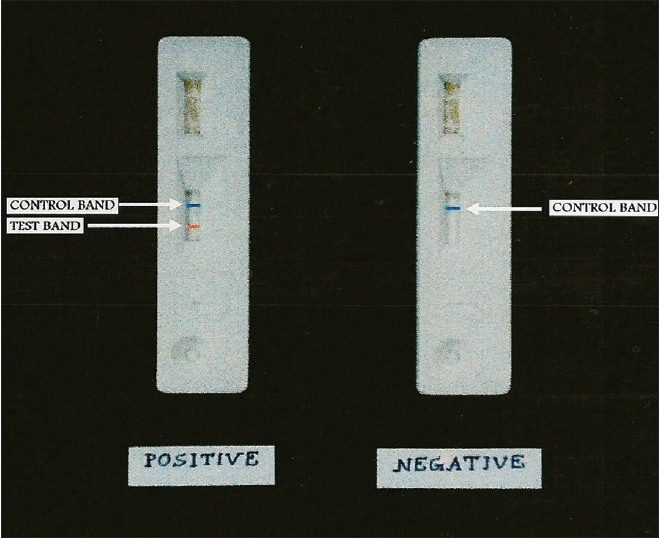 CONTROL BAND
TEST BAND
CONTROL BAND
POSITIVE
NEGATIVE